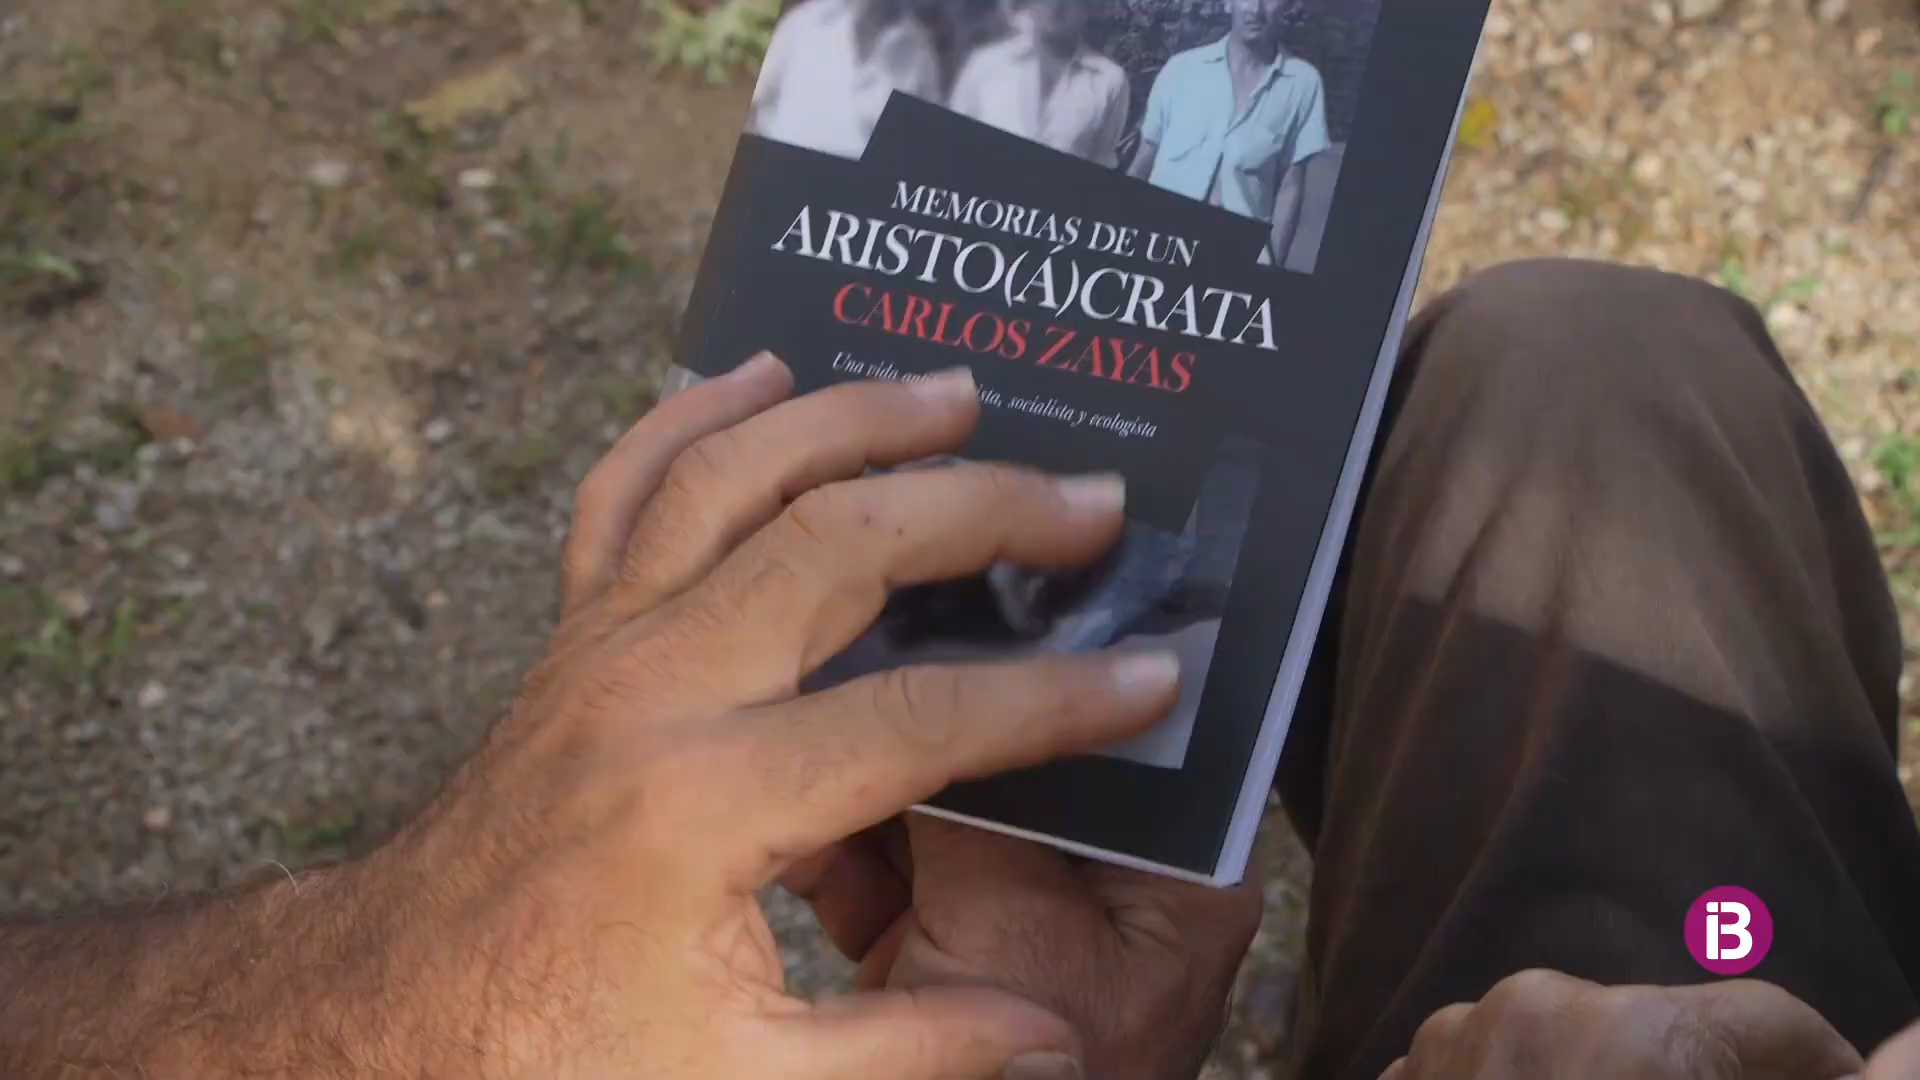 MEMORIAS DE UN
ARISTO(Á)CRATA
CARLOS ZAYAS
Una vida socialista y ecologista
iB